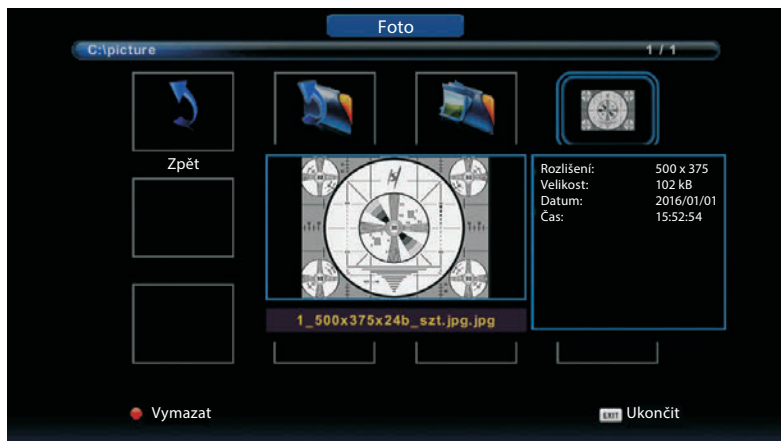 Foto
C:\picture 1 / 1
Zpět
Rozlišení: 500 x 375
Velikost: 102 kB
Datum: 2016/01/01
Čas: 15:52:54
1_500x375x24b_szt.jpg.jpg
Vymazat
EXIT Ukončit